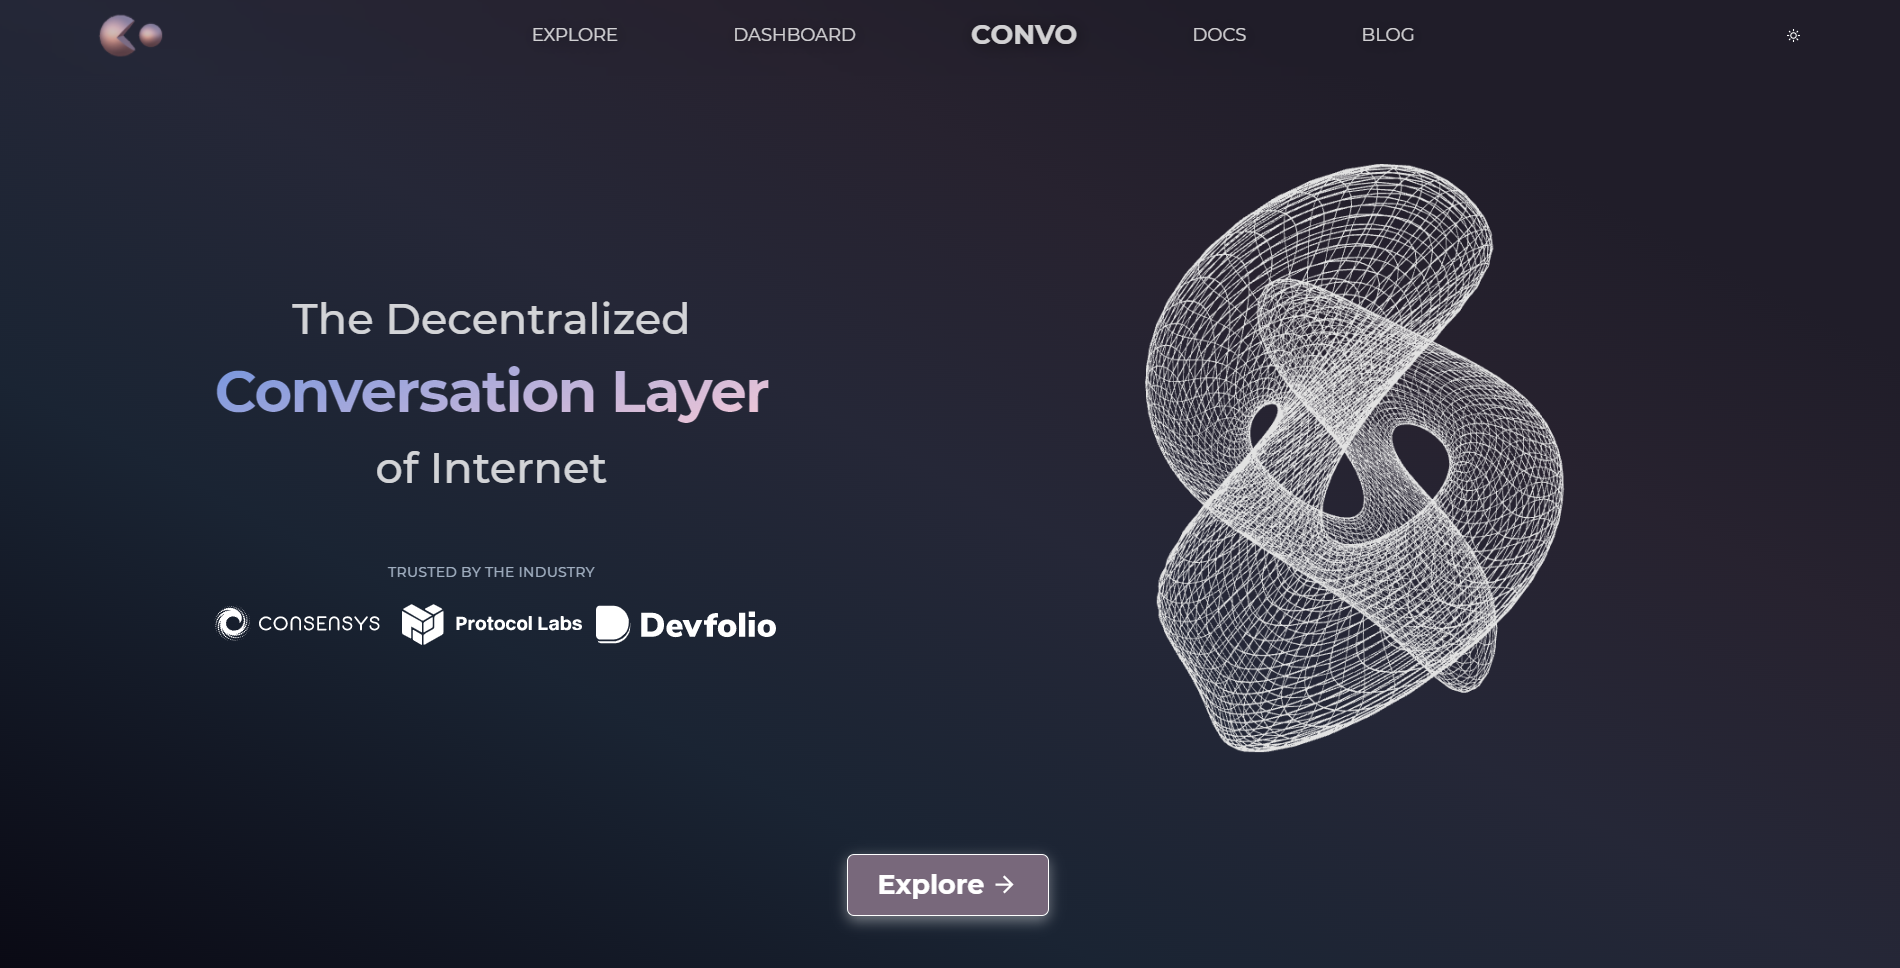 EXPLORE
DASHBOARD
CONVO
DOCS
BLOG
The Decentralized
Conversation Layer
of Internet
TRUSTED BY THE INDUSTRY
CONSENSYS
Protocol Labs
Devfolio
Explore →